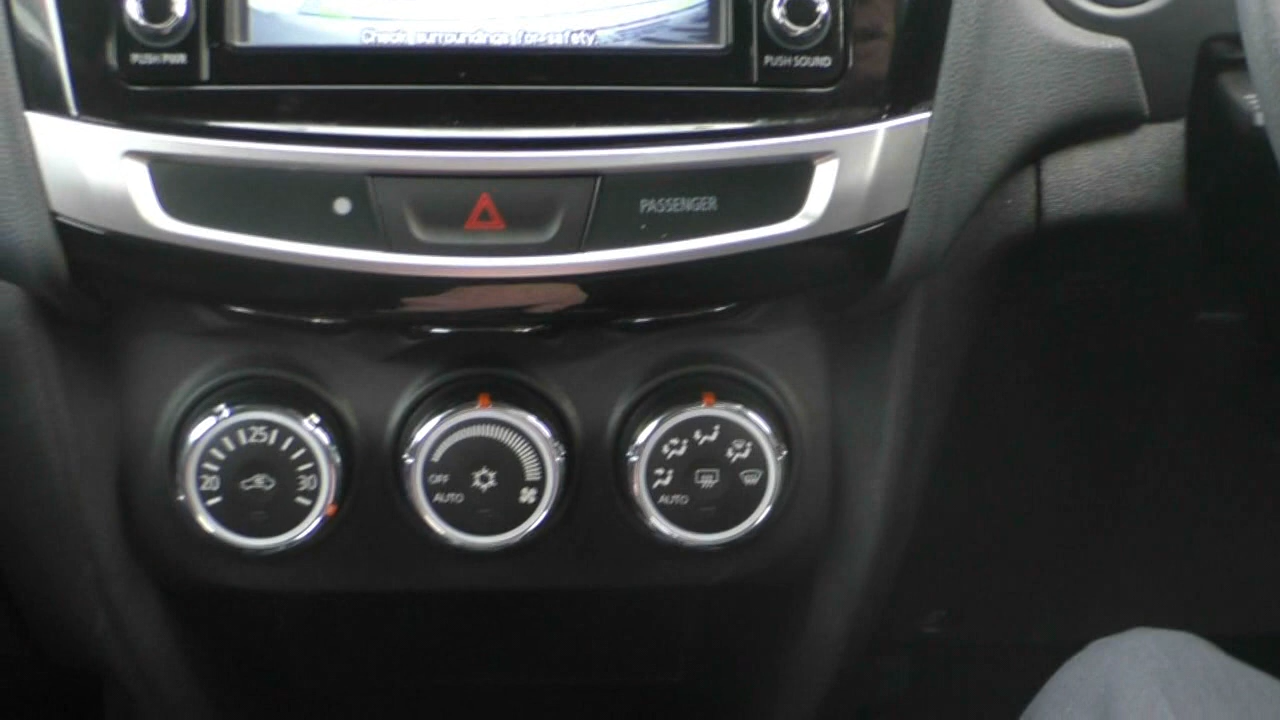 Check surroundings for safety.
PUSH PWR
PUSH SOUND
PASSENGER
25
20
30
OFF
AUTO
AUTO